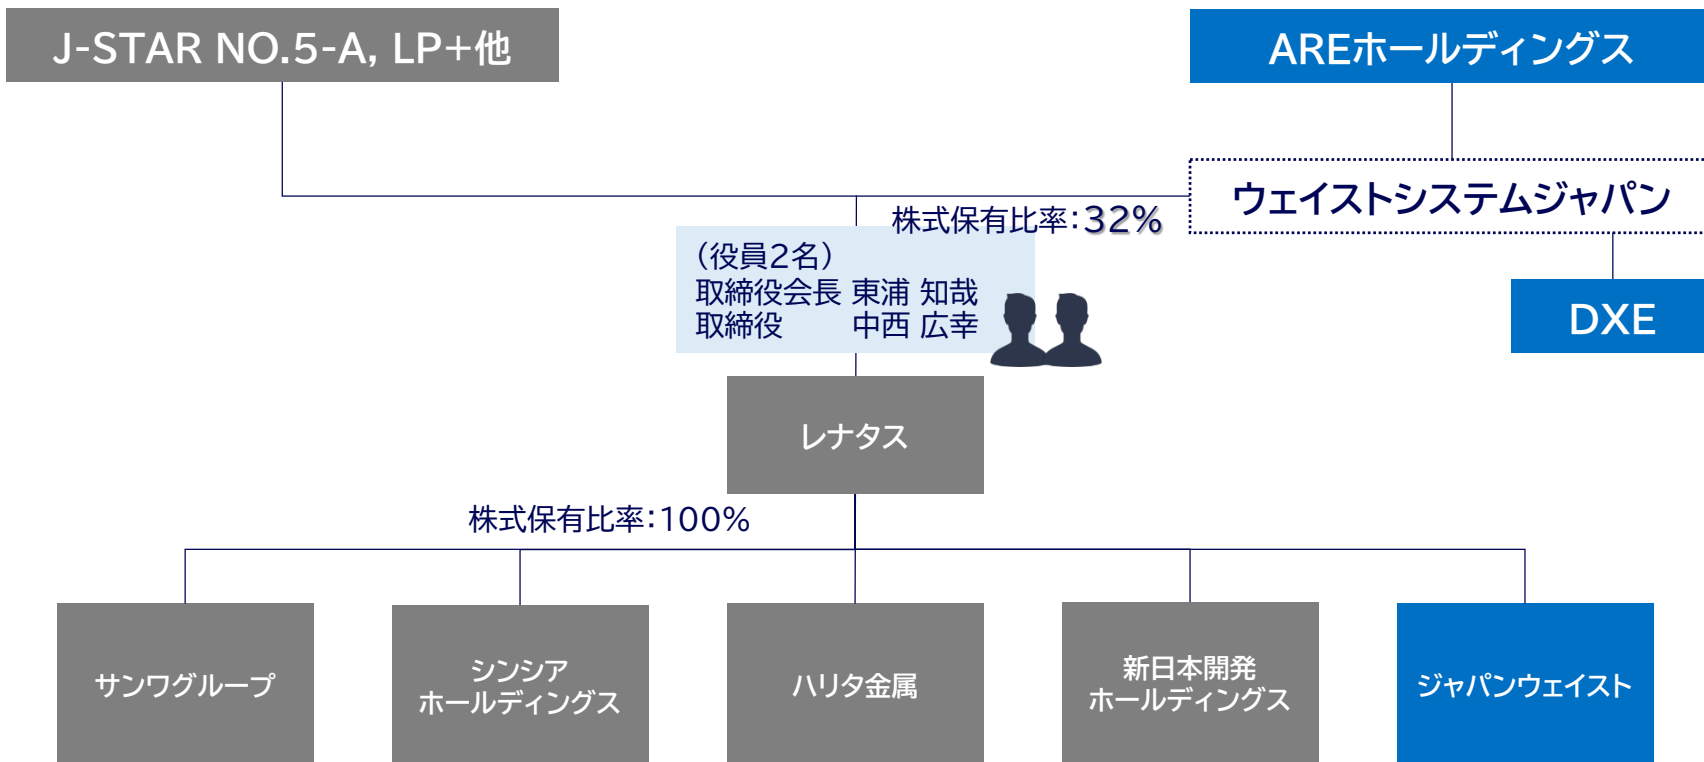 J-STAR NO.5-A, LP+他
AREホールディングス
ウェイストシステムジャパン
株式保有比率：32%
（役員2名）
取締役会長 東浦 知哉
取締役 中西 広幸
DXE
レナタス
株式保有比率：100%
サンワグループ
シンシア
ホールディングス
ハリタ金属
新日本開発
ホールディングス
ジャパンウェイスト